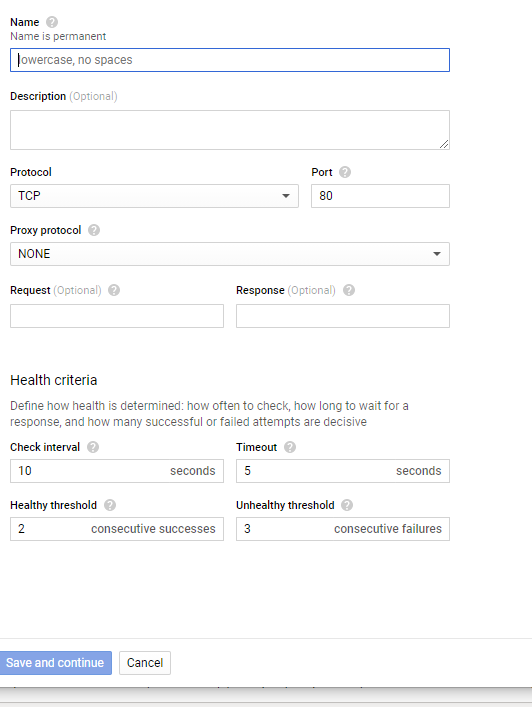 Name ?
Name is permanent
lowercase, no spaces
Description (Optional)
Protocol Port ?
TCP 80
Proxy protocol ?
NONE
Request (Optional) ? Response (Optional) ?
Health criteria
Define how health is determined: how often to check, how long to wait for a
response, and how many successful or failed attempts are decisive
Check interval ? Timeout ?
10 seconds 5 seconds
Healthy threshold ? Unhealthy threshold ?
2 consecutive successes 3 consecutive failures
Save and continue Cancel